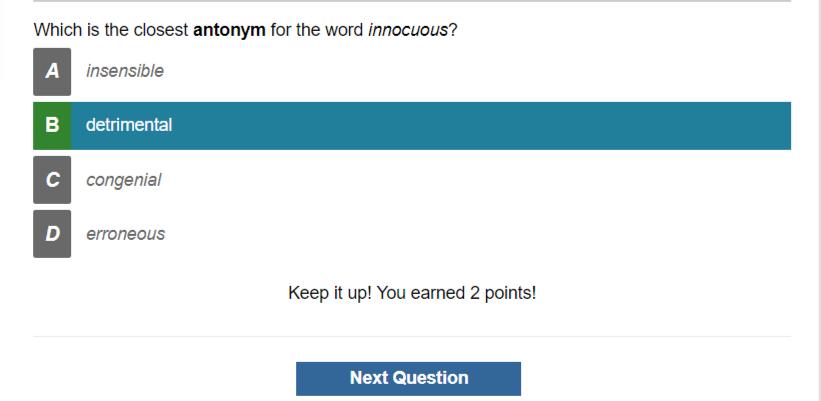 Which is the closest antonym for the word innocuous?
A insensible
B detrimental
C congenial
D erroneous
Keep it up! You earned 2 points!
Next Question